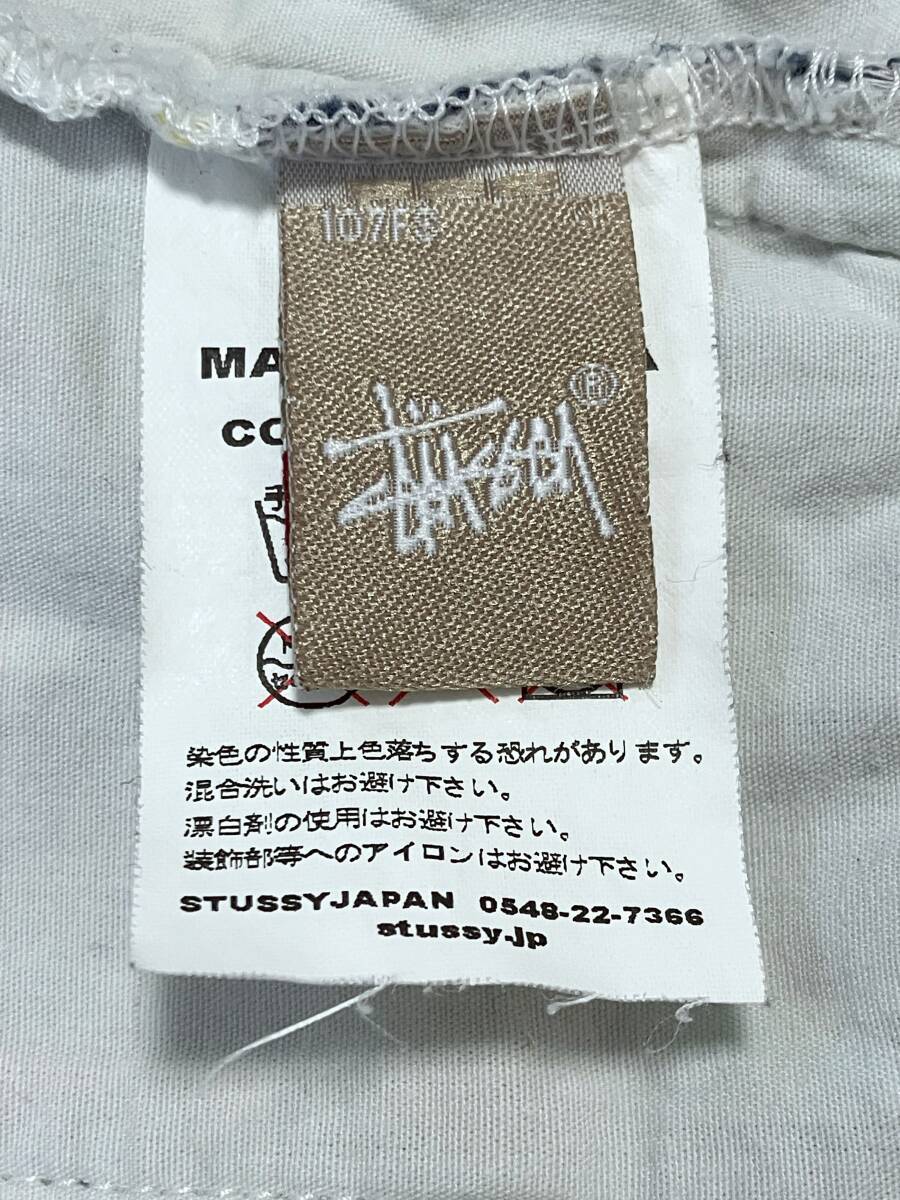 107FS
Stüssy ®
MA A
CO
手
染色の性質上色落ちする恐れがあります。
混合洗いはお避け下さい。
漂白剤の使用はお避け下さい。
装飾部等へのアイロンはお避け下さい。
STUSSYJAPAN 0548-22-7366
stussy.jp